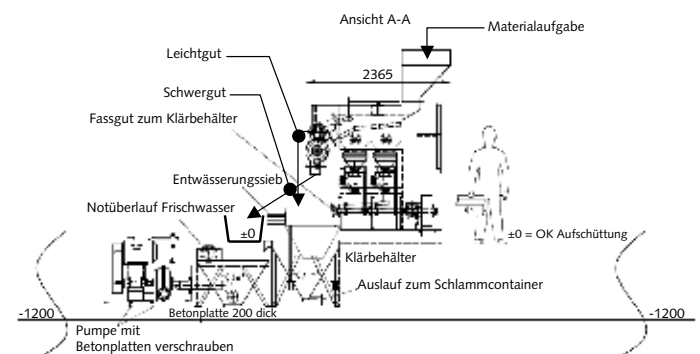 Ansicht A-A
Materialaufgabe
Leichtgut
2365
Schwergut
Fassgut zum Klärbehälter
Entwässerungssieb
Notüberlauf Frischwasser
±0
±0 = OK Aufschüttung
Klärbehälter
Auslauf zum Schlammcontainer
Betonplatte 200 dick
-1200
-1200
Pumpe mit
Betonplatten verschrauben